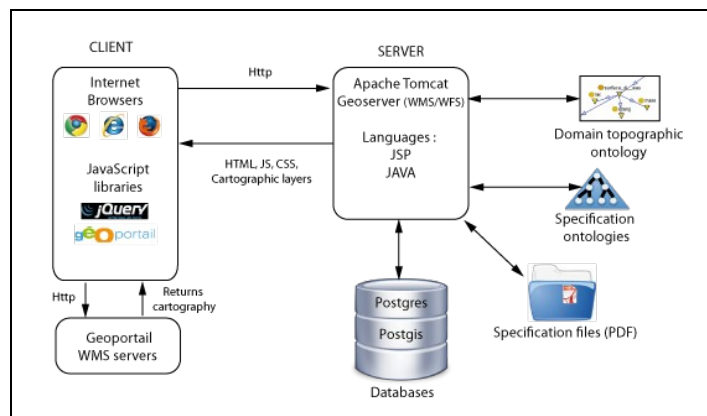 CLIENT
SERVER
Internet
Browsers
JavaScript
libraries
jQuery
géoportail
Http
HTML, JS, CSS,
Cartographic layers
Apache Tomcat
Geoserver (WMS/WFS)
Languages :
JSP
JAVA
Domain topographic
ontology
Specification
ontologies
Specification files (PDF)
Http
Returns
cartography
Geoportail
WMS servers
Postgres
Postgis
Databases